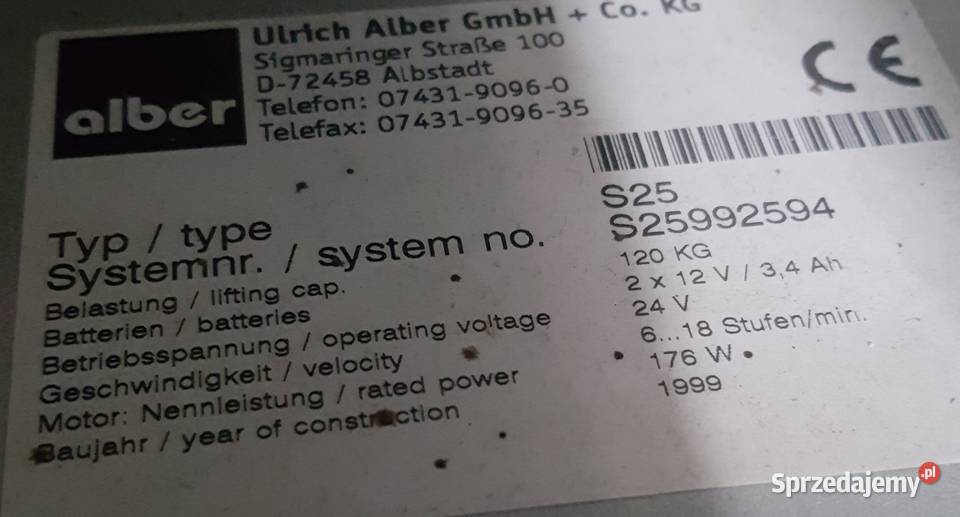 alber
Ulrich Alber GmbH + Co. KG
Sigmaringer Straße 100
D-72458 Albstadt
Telefon: 07431-9096-0
Telefax: 07431-9096-35
CE
Typ / type S25
Systemnr. / system no. S25992594
Belastung / lifting cap. 120 KG
Batterien / batteries 2 x 12 V / 3,4 Ah
Betriebsspannung / operating voltage 24 V
Geschwindigkeit / velocity 6...18 Stufen/min.
Motor: Nennleistung / rated power 176 W
Baujahr / year of construction 1999
Sprzedajemy.pl